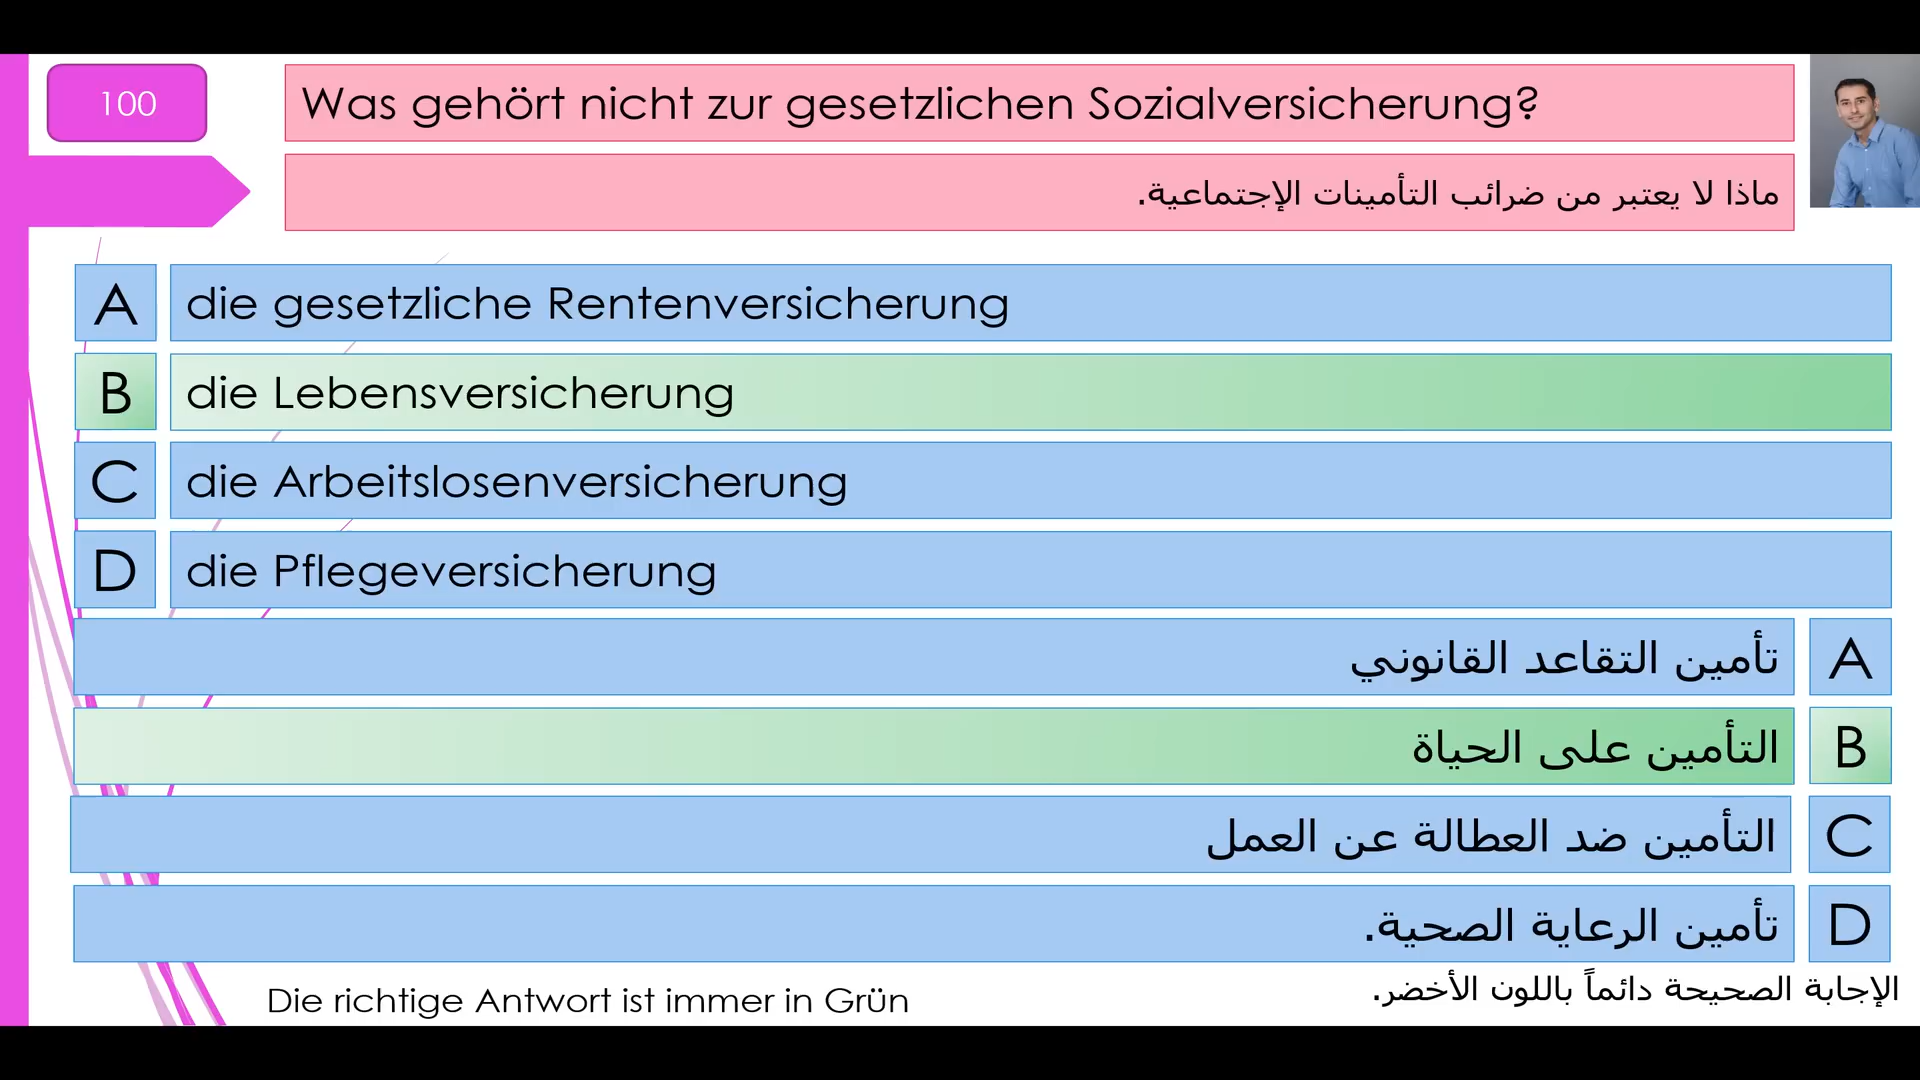 100
Was gehört nicht zur gesetzlichen Sozialversicherung?
ماذا لا يعتبر من ضرائب التأمينات الإجتماعية.
A die gesetzliche Rentenversicherung
B die Lebensversicherung
C die Arbeitslosenversicherung
D die Pflegeversicherung
A تأمين التقاعد القانوني
B التأمين على الحياة
C التأمين ضد العطالة عن العمل
D تأمين الرعاية الصحية.
Die richtige Antwort ist immer in Grün
الإجابة الصحيحة دائماً باللون الأخضر.